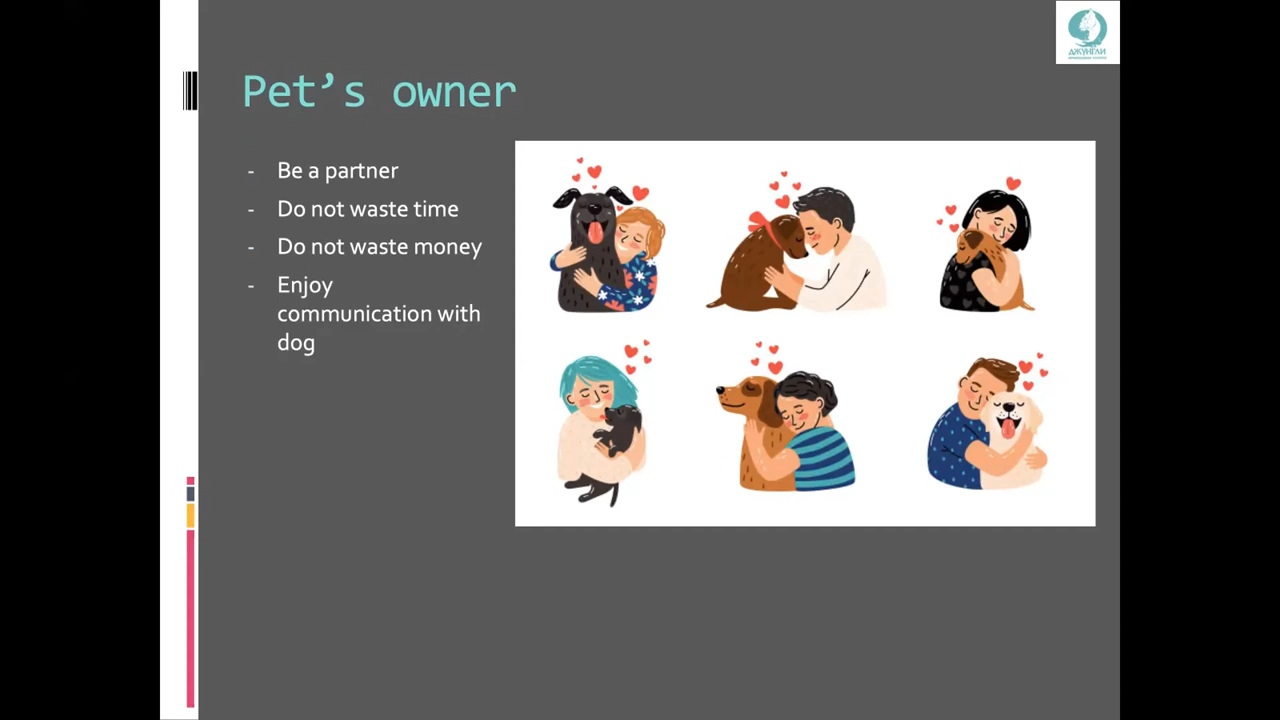 ДЖУНГЛИ
Pet’s owner
- Be a partner
- Do not waste time
- Do not waste money
- Enjoy
communication with
dog